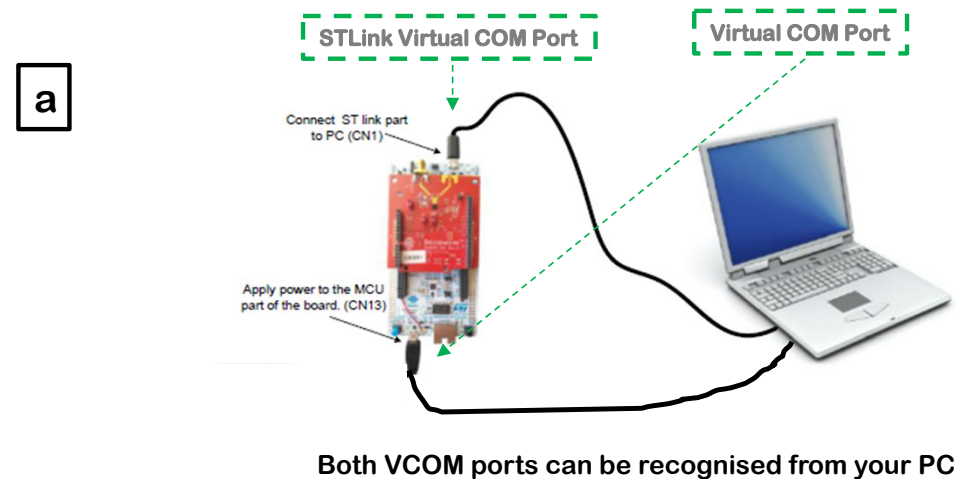 STLink Virtual COM Port
Virtual COM Port
a
Connect ST link part
to PC (CN1)
Apply power to the MCU
part of the board. (CN13)
Both VCOM ports can be recognised from your PC